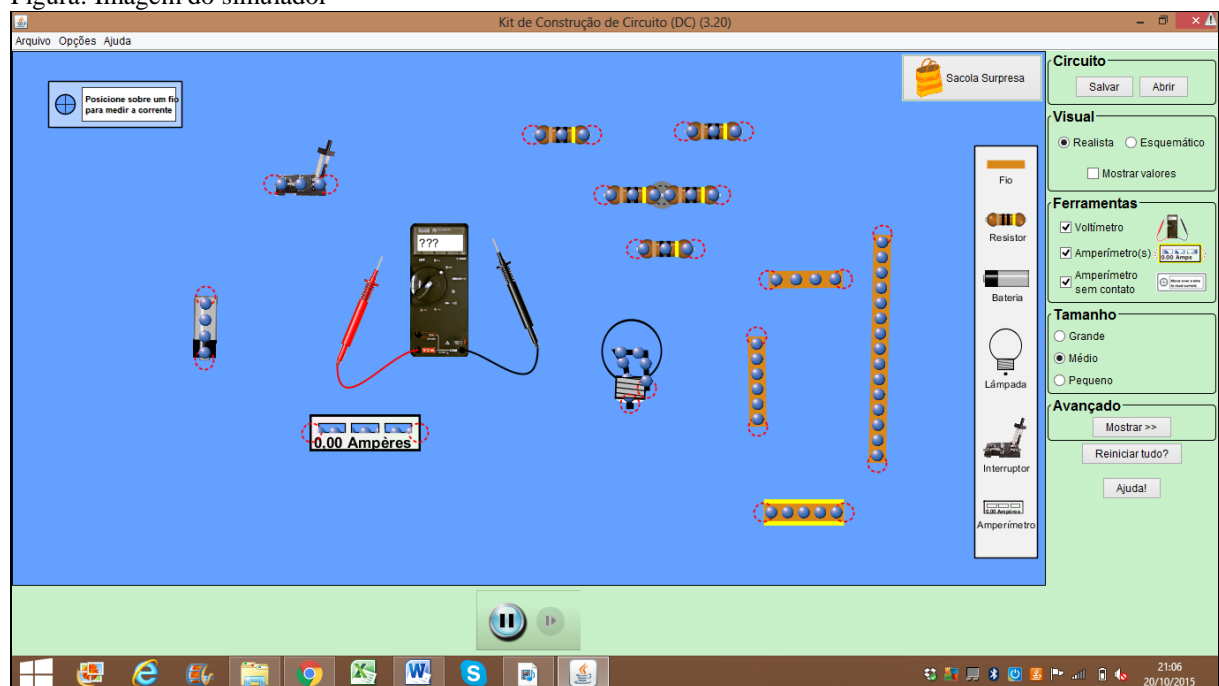 Figura: Imagem do simulador
Kit de Construção de Circuito (DC) (3.20)
Arquivo Opções Ajuda
Posicione sobre um fio
para medir a corrente
Sacola Surpresa
???
0,00 Ampères
Fio
Resistor
Bateria
Lâmpada
Interruptor
Amperímetro
Circuito
Salvar
Abrir
Visual
Realista
Esquemático
Mostrar valores
Ferramentas
Voltímetro
Amperímetro(s)
0.00 Amps
Amperímetro
sem contato
Tamanho
Grande
Médio
Pequeno
Avançado
Mostrar >>
Reiniciar tudo?
Ajuda!
21:06
20/10/2015